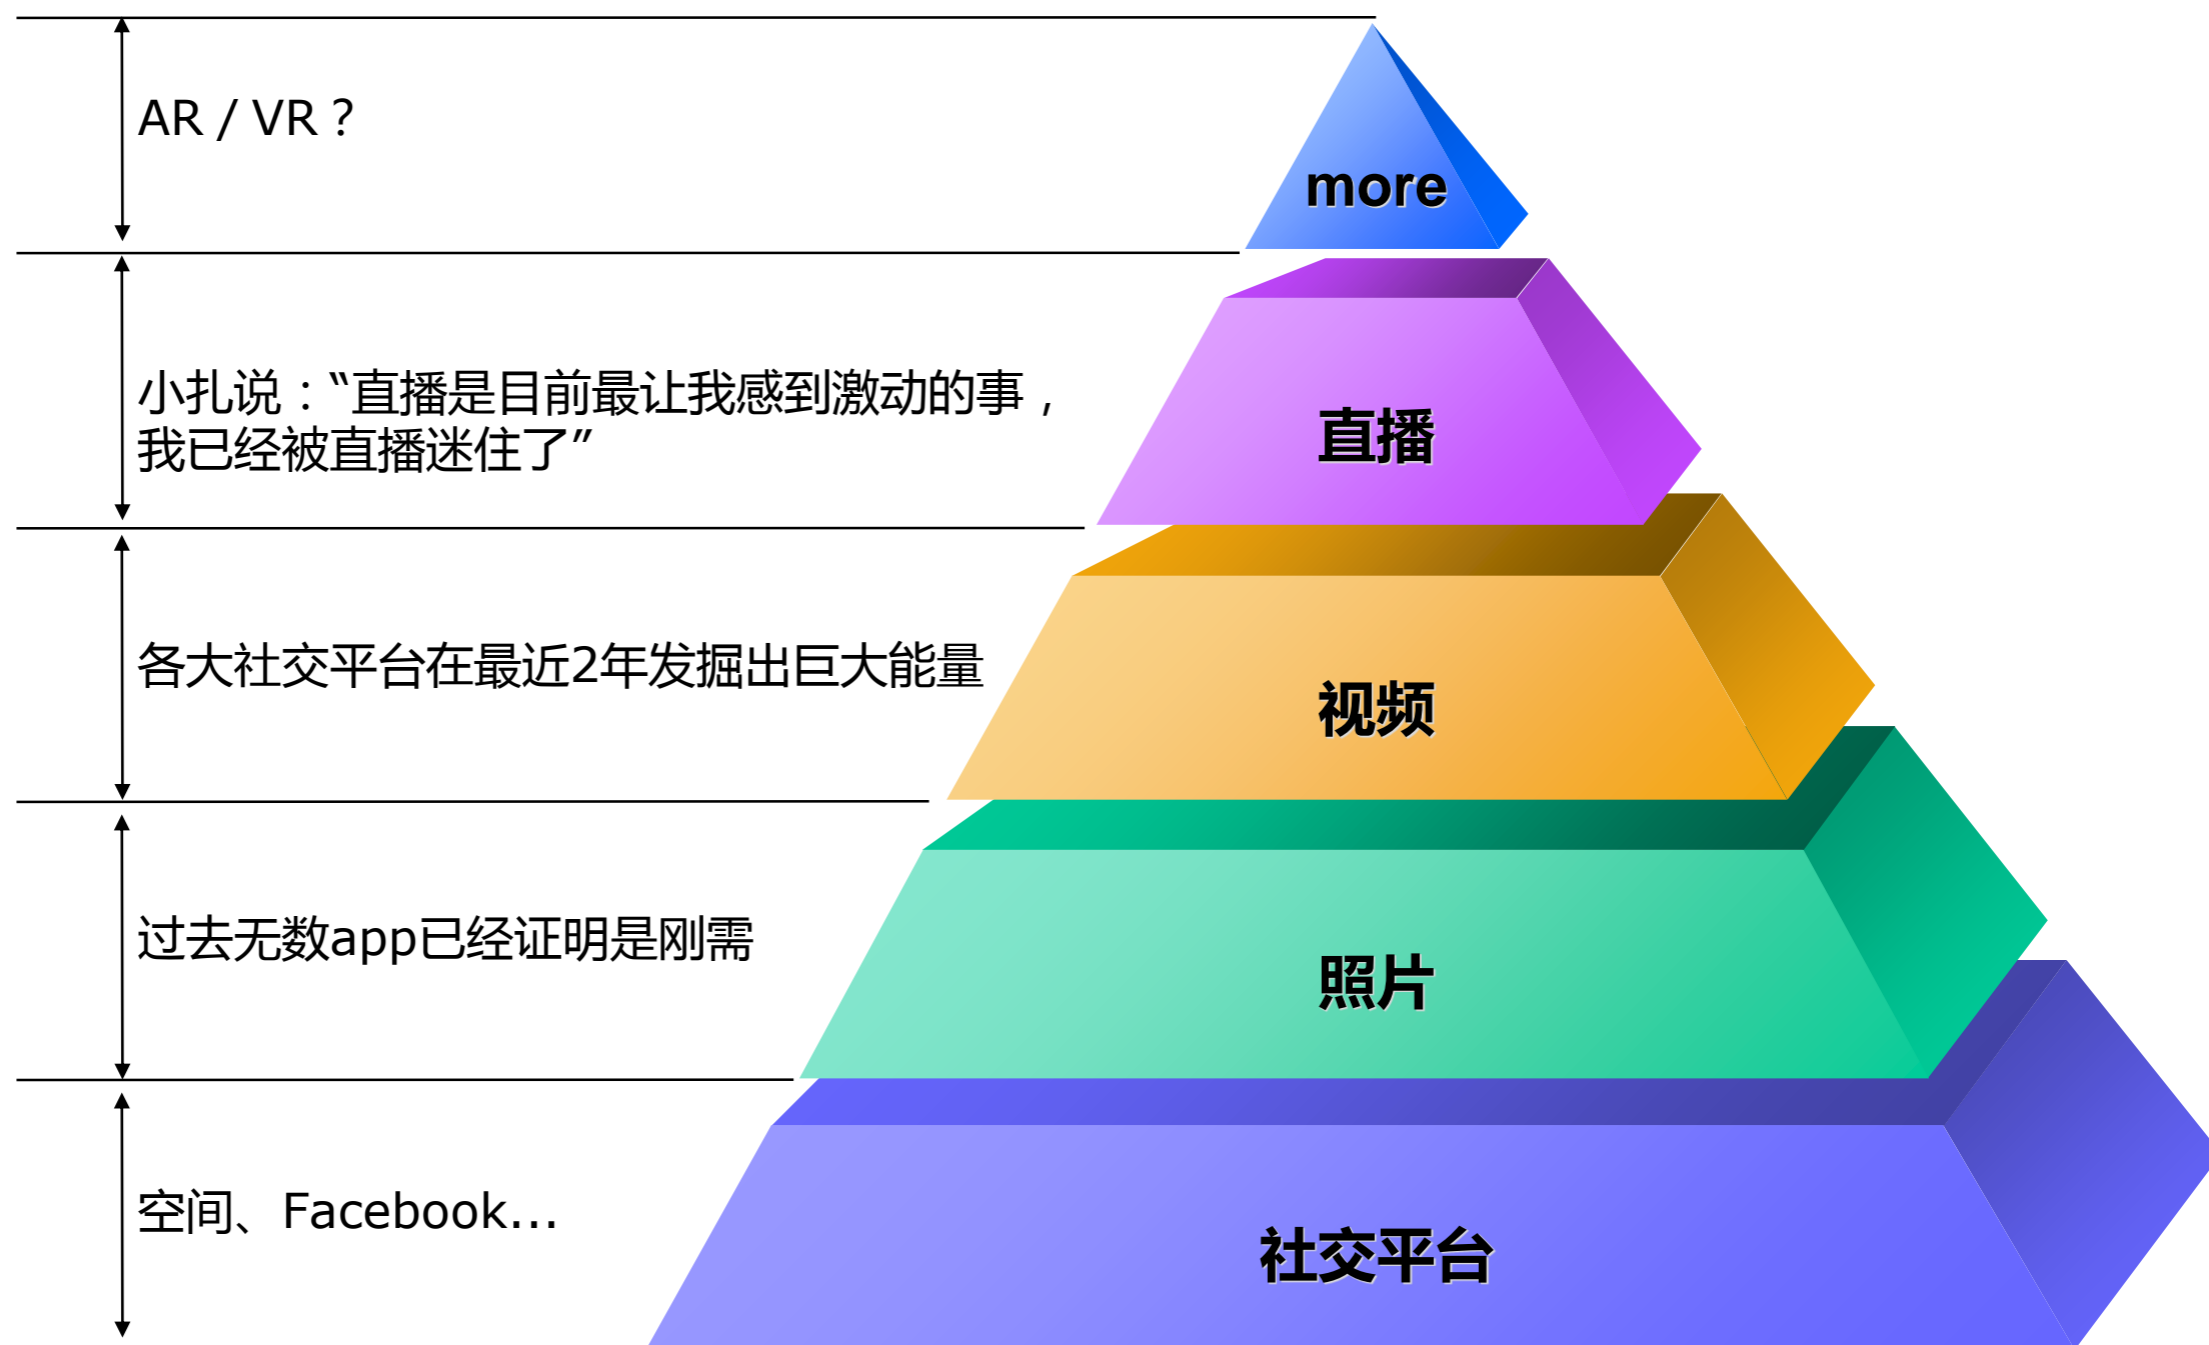 AR / VR？
more
小扎说：“直播是目前最让我感到激动的事，
我已经被直播迷住了”
直播
各大社交平台在最近2年发掘出巨大能量
视频
过去无数app已经证明是刚需
照片
空间、Facebook…
社交平台